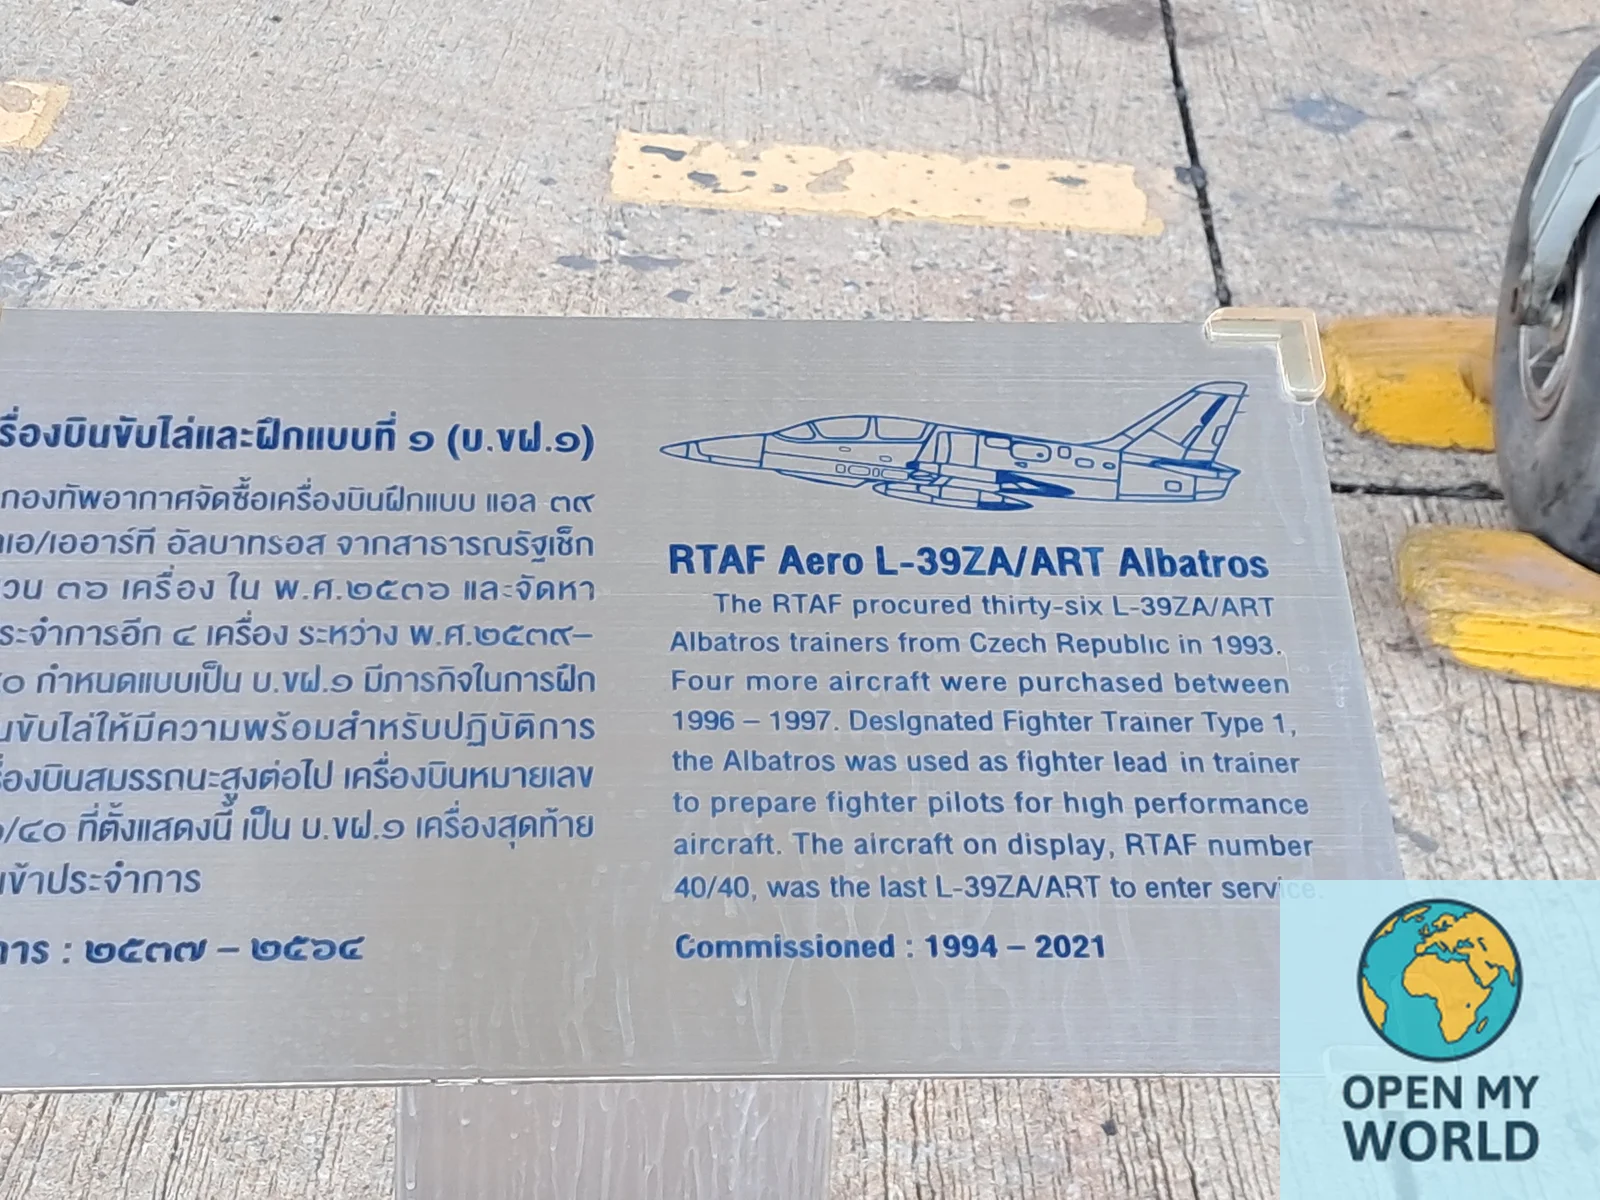 เครื่องบินขับไล่และฝึกแบบที่ ๑ (บ.ขฝ.๑)
กองทัพอากาศจัดซื้อเครื่องบินฝึกแบบ แอล ๓๙
เอ/เออาร์ที อัลบาทรอส จากสาธารณรัฐเช็ก
๓๖ เครื่อง ใน พ.ศ.๒๕๓๖ และจัดหา
ระจำการอีก ๔ เครื่อง ระหว่าง พ.ศ.๒๕๓๙–
๐ กำหนดแบบเป็น บ.ขฝ.๑ มีภารกิจในการฝึก
นขับไล่ให้มีความพร้อมสำหรับปฏิบัติการ
องบินสมรรถนะสูงต่อไป เครื่องบินหมายเลข
/๔๐ ที่ตั้งแสดงนี้ เป็น บ.ขฝ.๑ เครื่องสุดท้าย
เข้าประจำการ
การ : ๒๕๓๗ – ๒๕๖๔
RTAF Aero L-39ZA/ART Albatros
The RTAF procured thirty-six L-39ZA/ART
Albatros trainers from Czech Republic in 1993.
Four more aircraft were purchased between
1996 – 1997. Designated Fighter Trainer Type 1,
the Albatros was used as fighter lead in trainer
to prepare fighter pilots for high performance
aircraft. The aircraft on display, RTAF number
40/40, was the last L-39ZA/ART to enter service.
Commissioned : 1994 – 2021
OPEN MY
WORLD